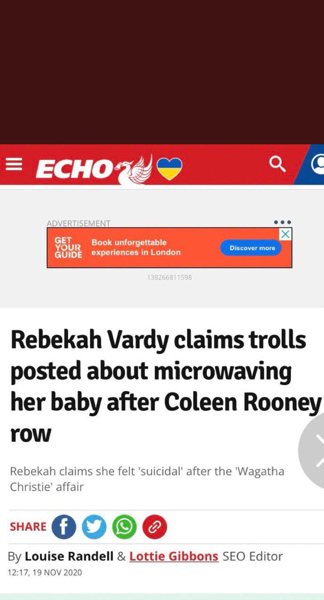 ECHO
ADVERTISEMENT
GET
YOUR
GUIDE
Book unforgettable
experiences in London
Discover more
138266811598
Rebekah Vardy claims trolls
posted about microwaving
her baby after Coleen Rooney
row
Rebekah claims she felt 'suicidal' after the 'Wagatha
Christie' affair
SHARE
By Louise Randell & Lottie Gibbons SEO Editor
12:17, 19 NOV 2020